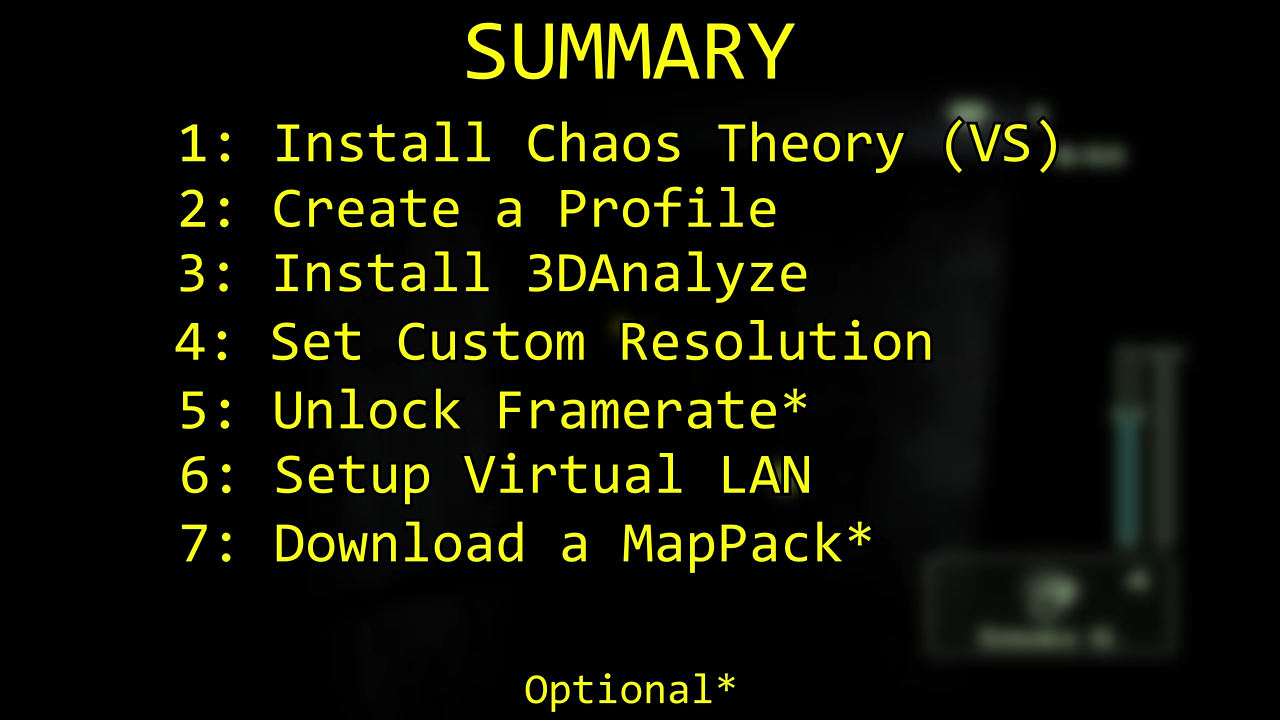 SUMMARY
1: Install Chaos Theory (VS)
2: Create a Profile
3: Install 3DAnalyze
4: Set Custom Resolution
5: Unlock Framerate*
6: Setup Virtual LAN
7: Download a MapPack*
Optional*